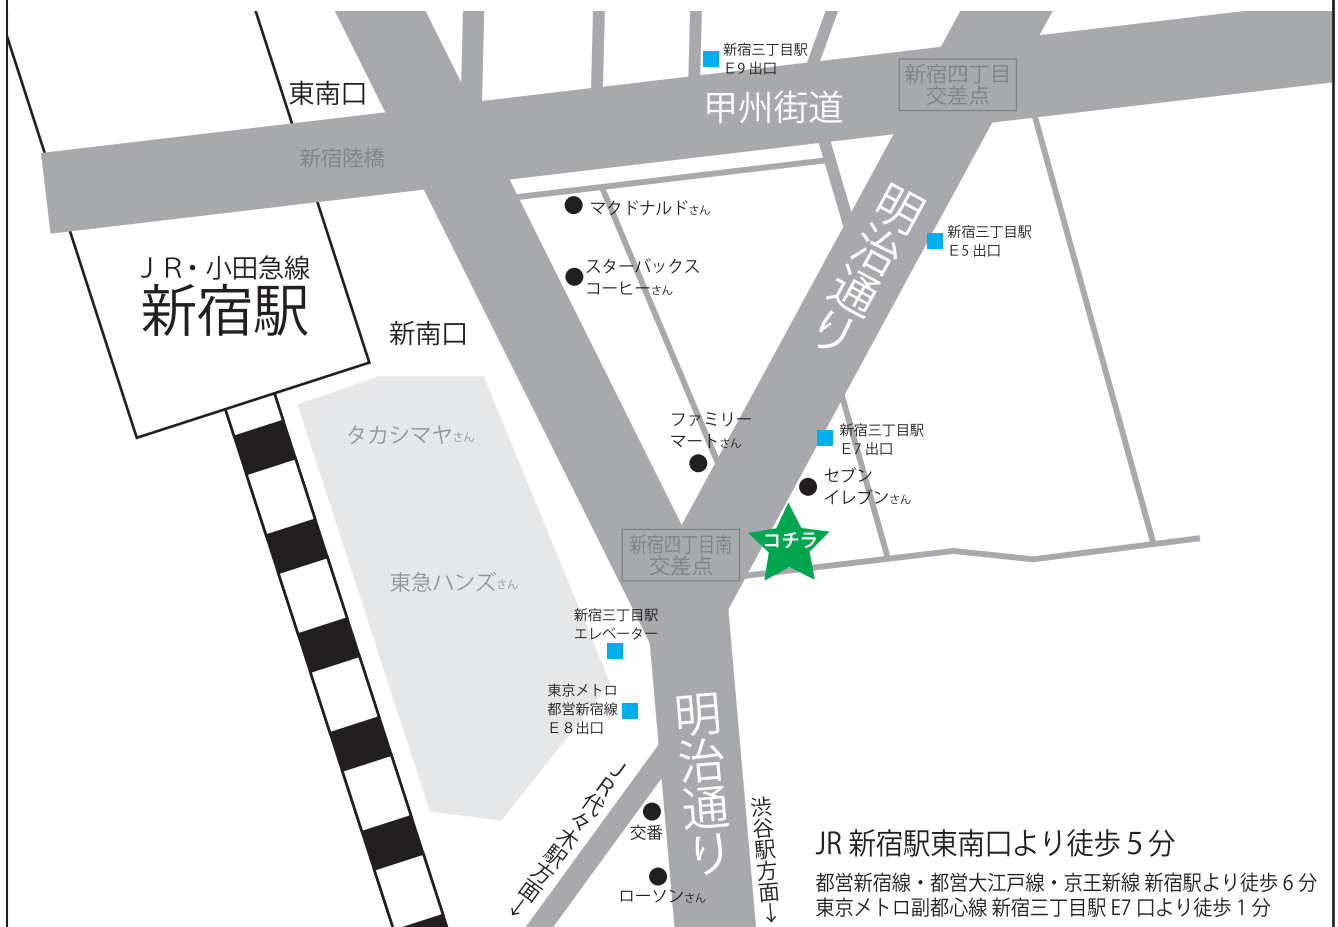 新宿三丁目駅
E9出口
新宿四丁目
交差点
東南口
甲州街道
新宿陸橋
明治通り
マクドナルドさん
新宿三丁目駅
E5出口
JR・小田急線
新宿駅
スターバックス
コーヒーさん
新南口
タカシマヤさん
ファミリー
マートさん
新宿三丁目駅
E7出口
セブン
イレブンさん
コチラ
新宿四丁目南
交差点
東急ハンズさん
新宿三丁目駅
エレベーター
東京メトロ
都営新宿線
E8出口
明治通り
JR代々木駅方面→
交番
ローソンさん
渋谷駅方面→
JR 新宿駅東南口より徒歩 5 分
都営新宿線・都営大江戸線・京王新線 新宿駅より徒歩 6 分
東京メトロ副都心線 新宿三丁目駅 E7 口より徒歩 1 分